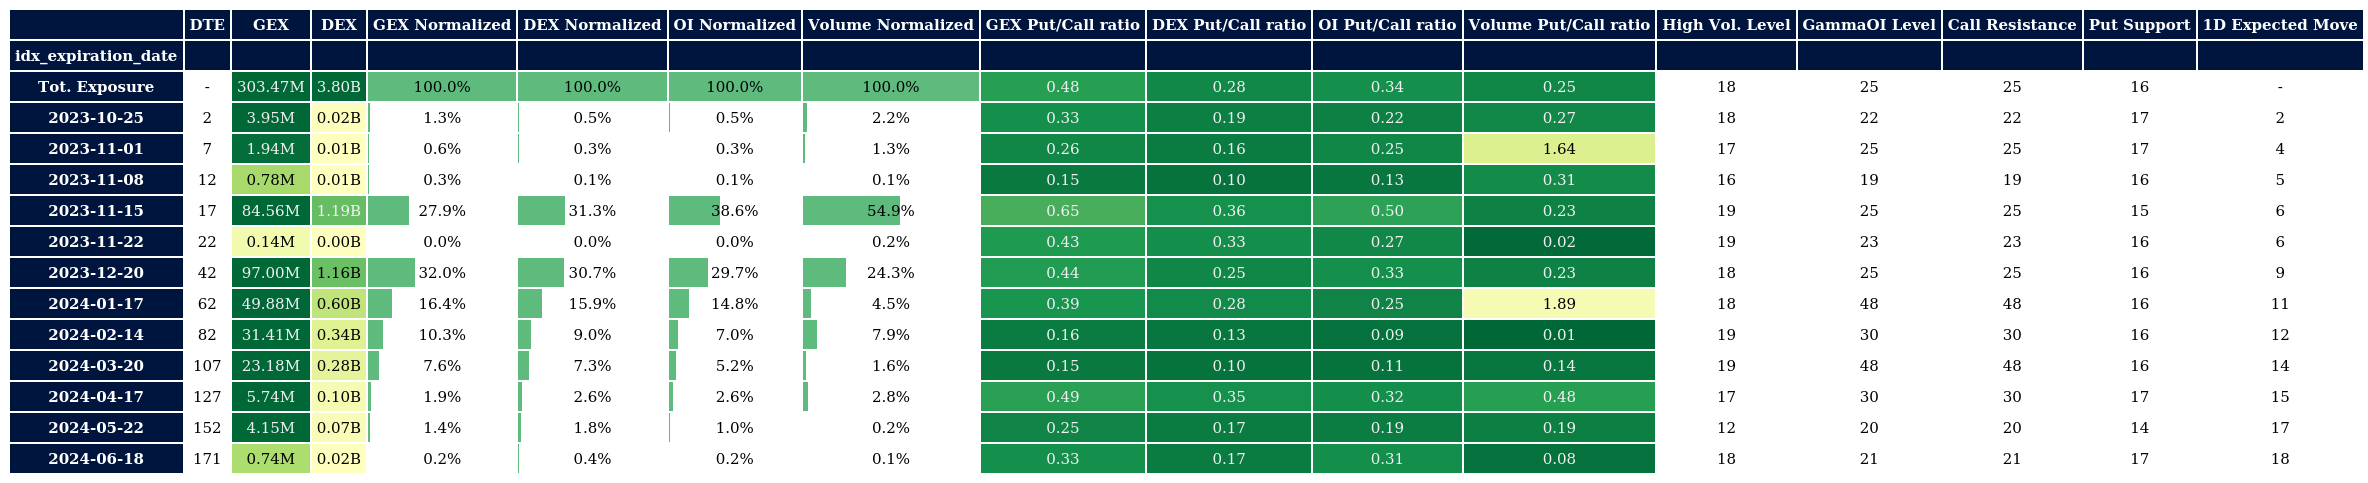 DTE GEX DEX GEX Normalized DEX Normalized OI Normalized Volume Normalized GEX Put/Call ratio DEX Put/Call ratio OI Put/Call ratio Volume Put/Call ratio High Vol. Level GammaOI Level Call Resistance Put Support 1D Expected Move
idx_expiration_date
Tot. Exposure - 303.47M 3.80B 100.0% 100.0% 100.0% 100.0% 0.48 0.28 0.34 0.25 18 25 25 16 -
2023-10-25 2 3.95M 0.02B 1.3% 0.5% 0.5% 2.2% 0.33 0.19 0.22 0.27 18 22 22 17 2
2023-11-01 7 1.94M 0.01B 0.6% 0.3% 0.3% 1.3% 0.26 0.16 0.25 1.64 17 25 25 17 4
2023-11-08 12 0.78M 0.01B 0.3% 0.1% 0.1% 0.1% 0.15 0.10 0.13 0.31 16 19 19 16 5
2023-11-15 17 84.56M 1.19B 27.9% 31.3% 38.6% 54.9% 0.65 0.36 0.50 0.23 19 25 25 15 6
2023-11-22 22 0.14M 0.00B 0.0% 0.0% 0.0% 0.2% 0.43 0.33 0.27 0.02 19 23 23 16 6
2023-12-20 42 97.00M 1.16B 32.0% 30.7% 29.7% 24.3% 0.44 0.25 0.33 0.23 18 25 25 16 9
2024-01-17 62 49.88M 0.60B 16.4% 15.9% 14.8% 4.5% 0.39 0.28 0.25 1.89 18 48 48 16 11
2024-02-14 82 31.41M 0.34B 10.3% 9.0% 7.0% 7.9% 0.16 0.13 0.09 0.01 19 30 30 16 12
2024-03-20 107 23.18M 0.28B 7.6% 7.3% 5.2% 1.6% 0.15 0.10 0.11 0.14 19 48 48 16 14
2024-04-17 127 5.74M 0.10B 1.9% 2.6% 2.6% 2.8% 0.49 0.35 0.32 0.48 17 30 30 17 15
2024-05-22 152 4.15M 0.07B 1.4% 1.8% 1.0% 0.2% 0.25 0.17 0.19 0.19 12 20 20 14 17
2024-06-18 171 0.74M 0.02B 0.2% 0.4% 0.2% 0.1% 0.33 0.17 0.31 0.08 18 21 21 17 18